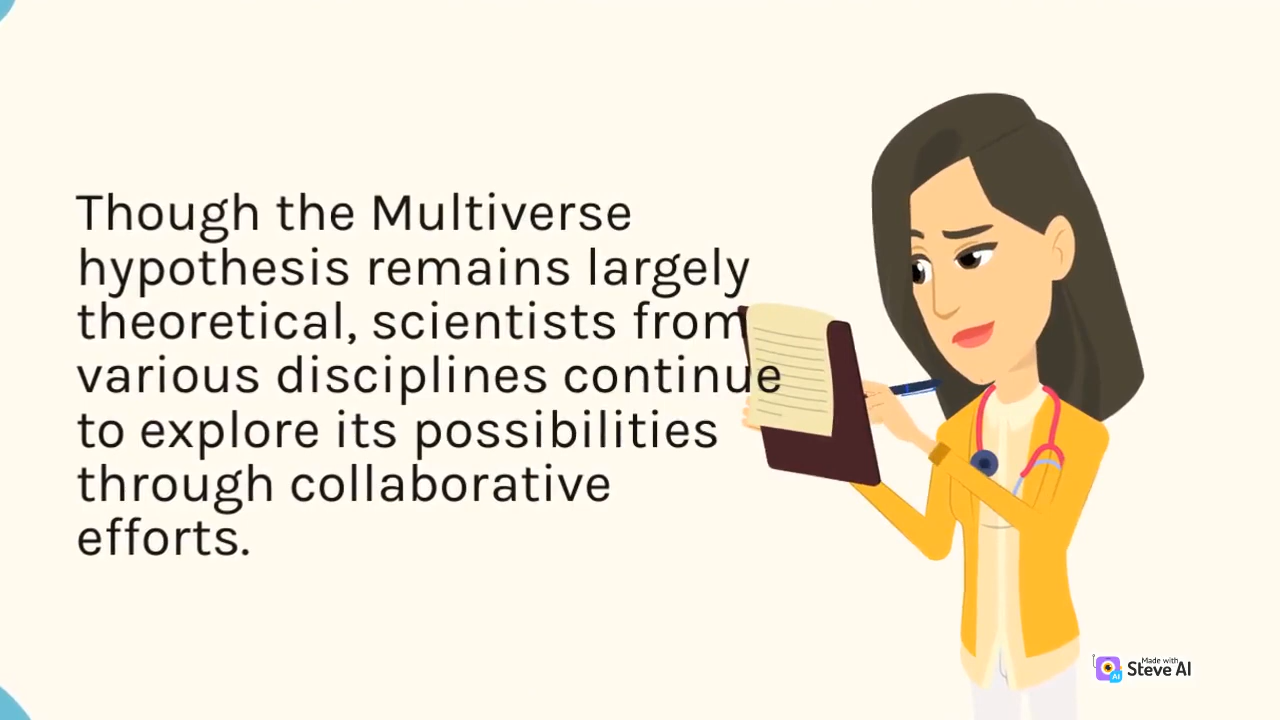 Though the Multiverse
hypothesis remains largely
theoretical, scientists from
various disciplines continue
to explore its possibilities
through collaborative
efforts.
Made with
Steve AI
AI